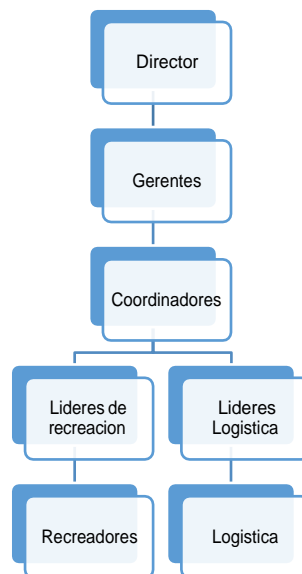 Director
Gerentes
Coordinadores
Lideres de
recreacion
Lideres
Logistica
Recreadores
Logistica